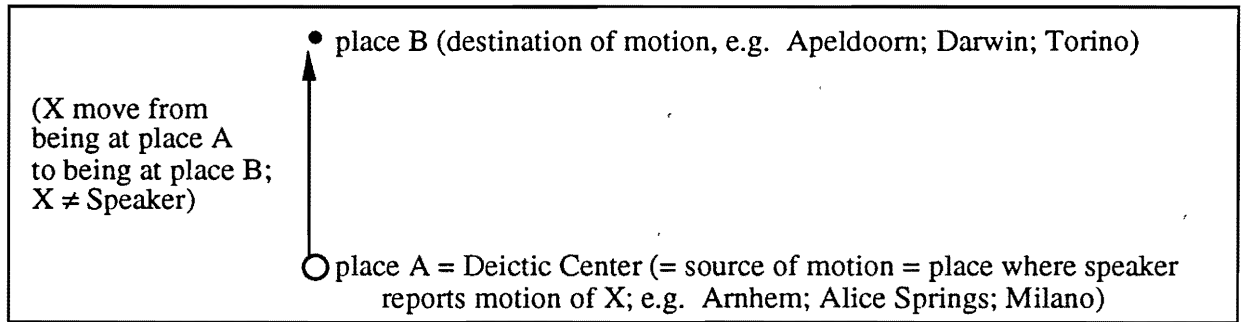 place B (destination of motion, e.g. Apeldoorn; Darwin; Torino)
(X move from
being at place A
to being at place B;
X ≠ Speaker)
place A = Deictic Center (= source of motion = place where speaker
reports motion of X; e.g. Arnhem; Alice Springs; Milano)